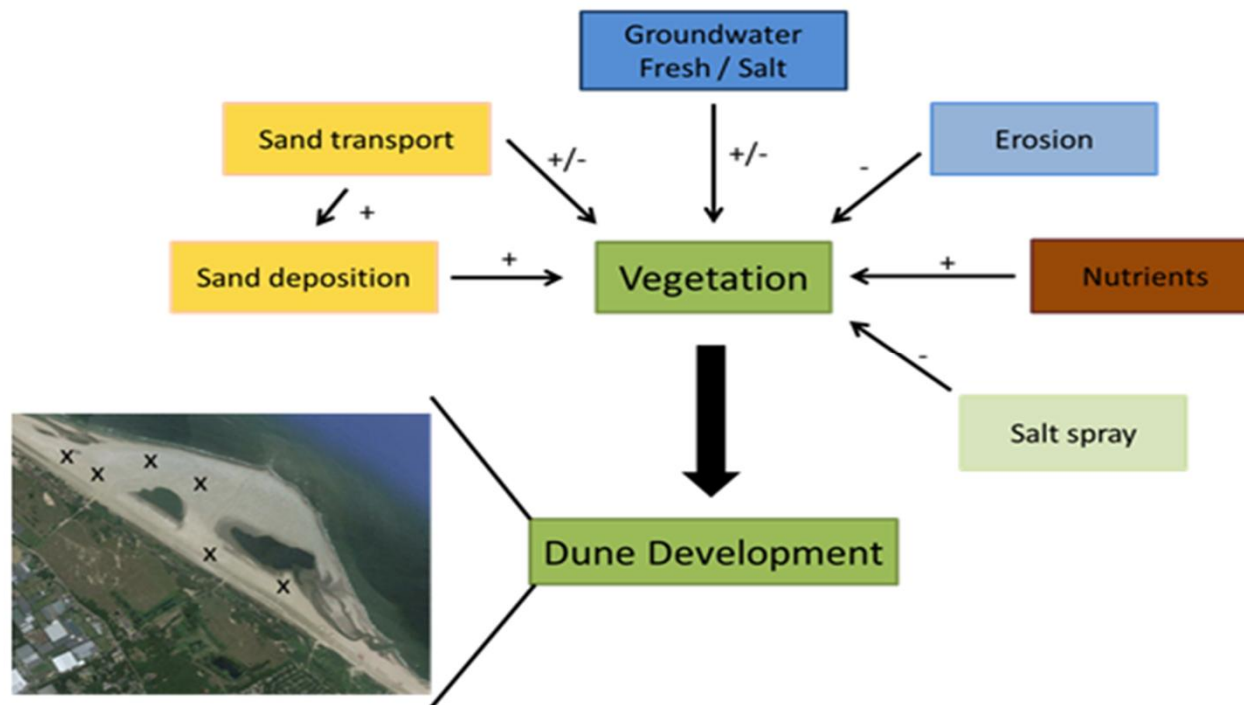 Groundwater
Fresh / Salt
Sand transport
Erosion
+/-
+/-
-
+
Sand deposition
+
Vegetation
+
Nutrients
-
Salt spray
x
x
x
x
x
x
Dune Development